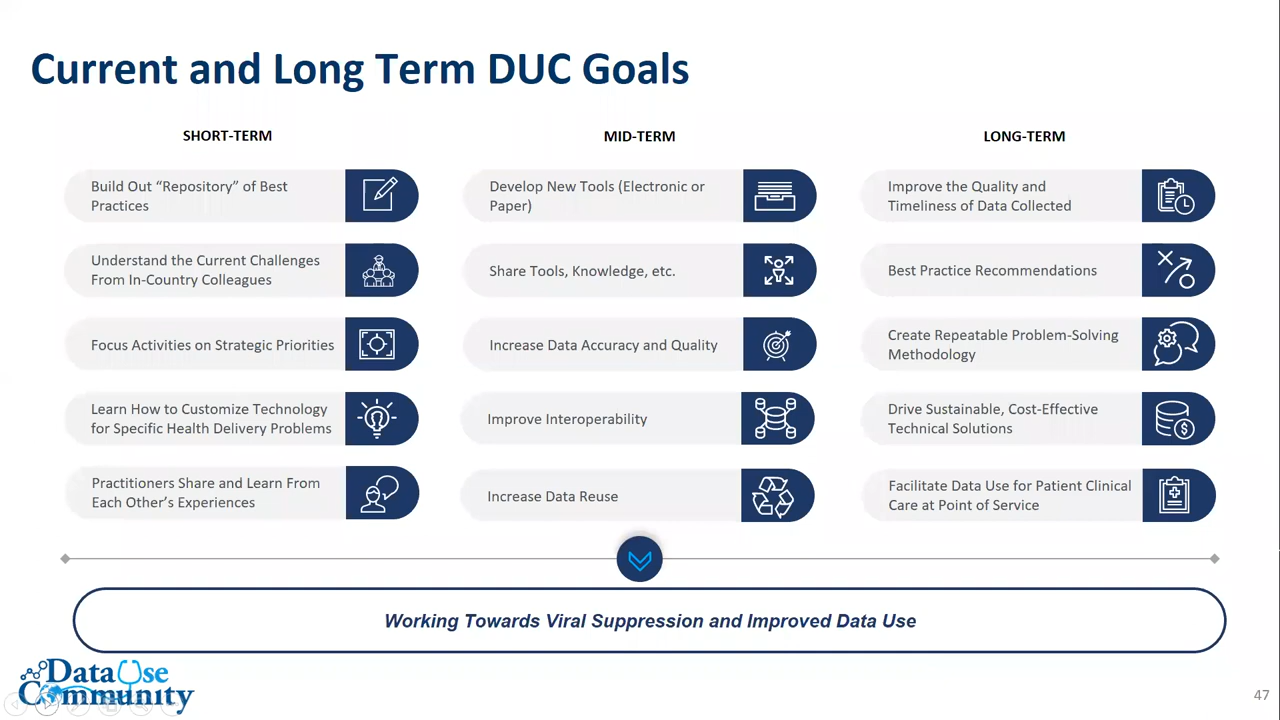 Current and Long Term DUC Goals
SHORT-TERM
Build Out “Repository” of Best
Practices
Understand the Current Challenges
From In-Country Colleagues
Focus Activities on Strategic Priorities
Learn How to Customize Technology
for Specific Health Delivery Problems
Practitioners Share and Learn From
Each Other’s Experiences
MID-TERM
Develop New Tools (Electronic or
Paper)
Share Tools, Knowledge, etc.
Increase Data Accuracy and Quality
Improve Interoperability
Increase Data Reuse
LONG-TERM
Improve the Quality and
Timeliness of Data Collected
Best Practice Recommendations
Create Repeatable Problem-Solving
Methodology
Drive Sustainable, Cost-Effective
Technical Solutions
Facilitate Data Use for Patient Clinical
Care at Point of Service
Working Towards Viral Suppression and Improved Data Use
Data Use
Community
47